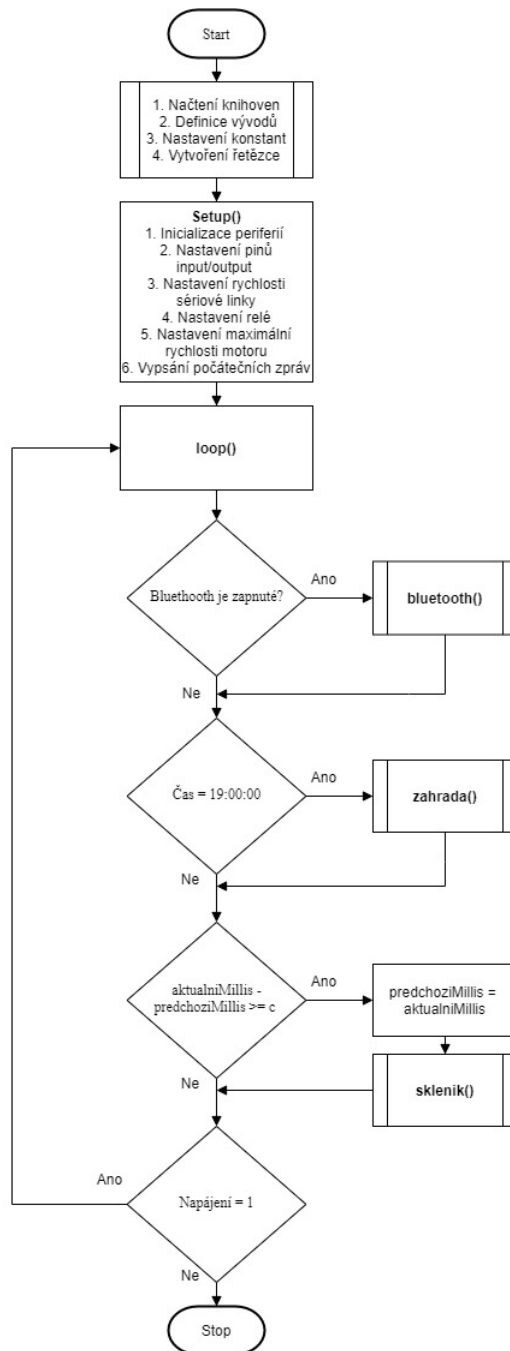 Start
1. Načtení knihoven
2. Definice vývodů
3. Nastavení konstant
4. Vytvoření řetězce
Setup()
1. Inicializace periferií
2. Nastavení pinů
input/output
3. Nastavení rychlosti
sériové linky
4. Nastavení relé
5. Nastavení maximální
rychlosti motoru
6. Vypsání počátečních zpráv
loop()
Bluethooth je zapnuté?
Ano
bluetooth()
Ne
Čas = 19:00:00
Ano
zahrada()
Ne
aktualniMillis -
predchoziMillis >= c
Ano
predchoziMillis =
aktualniMillis
sklenik()
Ne
Napájení = 1
Ano
Ne
Stop